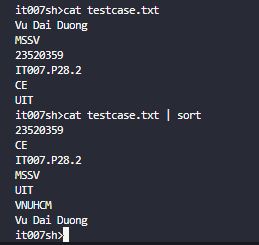 it007sh>cat testcase.txt
Vu Dai Duong
MSSV
23520359
IT007.P28.2
CE
UIT
it007sh>cat testcase.txt | sort
23520359
CE
IT007.P28.2
MSSV
UIT
VNUHCM
Vu Dai Duong
it007sh>